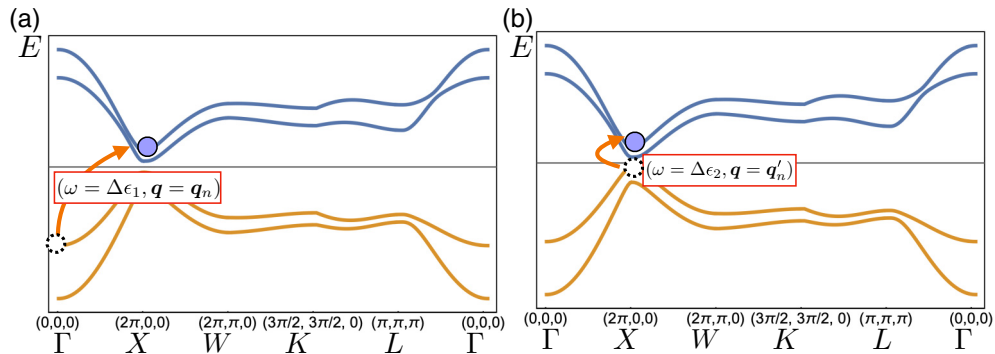 (a)
E
(ω = Δϵ₁, q = qₙ)
(0,0,0) (2π,0,0) (2π,π,0) (3π/2, 3π/2, 0) (π,π,π) (0,0,0)
Γ X W K L Γ
(b)
E
(ω = Δϵ₂, q = q′ₙ)
(0,0,0) (2π,0,0) (2π,π,0) (3π/2, 3π/2, 0) (π,π,π) (0,0,0)
Γ X W K L Γ